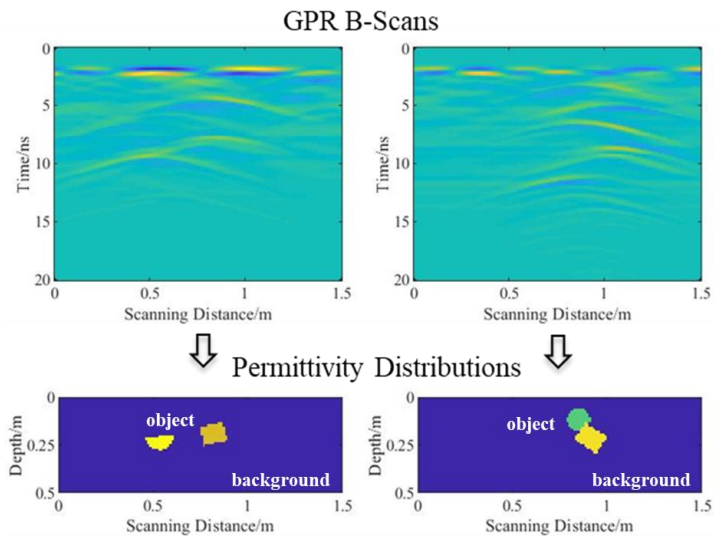 GPR B-Scans
0
5
10
15
20
Time/ns
0
0.5
1
1.5
Scanning Distance/m
0
5
10
15
20
Time/ns
0
0.5
1
1.5
Scanning Distance/m
Permittivity Distributions
0
0.25
0.5
Depth/m
object
background
0
0.5
1
1.5
Scanning Distance/m
0
0.25
0.5
Depth/m
object
background
0
0.5
1
1.5
Scanning Distance/m